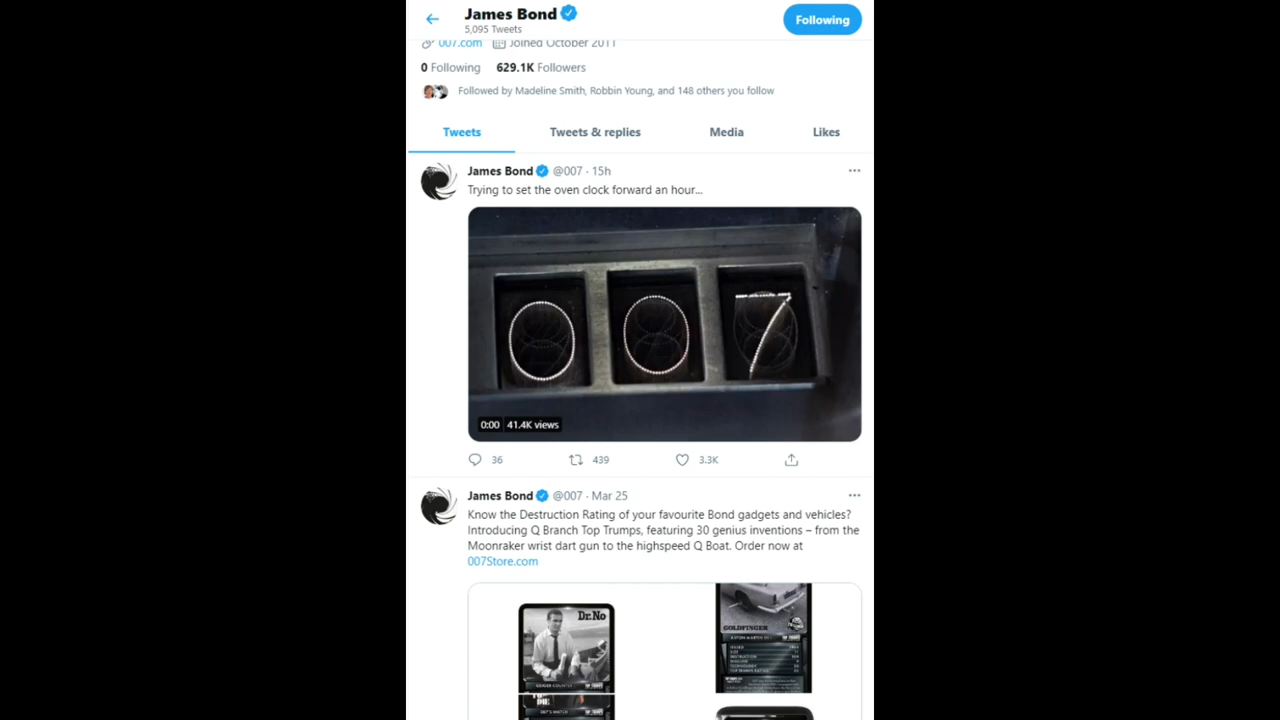 James Bond
5,095 Tweets
Following
007.com Joined October 2011
0 Following 629.1K Followers
Followed by Madeline Smith, Robbin Young, and 148 others you follow
Tweets Tweets & replies Media Likes
James Bond @007 · 15h
Trying to set the oven clock forward an hour...
007
0:00 41.4K views
36 439 3.3K
James Bond @007 · Mar 25
Know the Destruction Rating of your favourite Bond gadgets and vehicles?
Introducing Q Branch Top Trumps, featuring 30 genius inventions – from the
Moonraker wrist dart gun to the highspeed Q Boat. Order now at
007Store.com
Dr.No
GOLDFINGER
GEIGER COUNTER